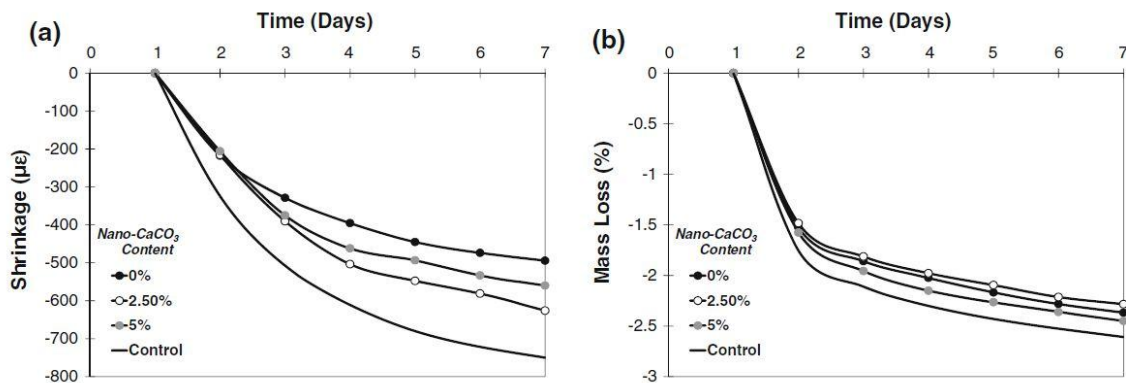 (a)
Time (Days)
0 1 2 3 4 5 6 7
0
-100
-200
-300
-400
-500
-600
-700
-800
Shrinkage (µε)
Nano-CaCO3
Content
0%
2.50%
5%
Control
(b)
Time (Days)
0 1 2 3 4 5 6 7
0
-0.5
-1
-1.5
-2
-2.5
-3
Mass Loss (%)
Nano-CaCO3
Content
0%
2.50%
5%
Control